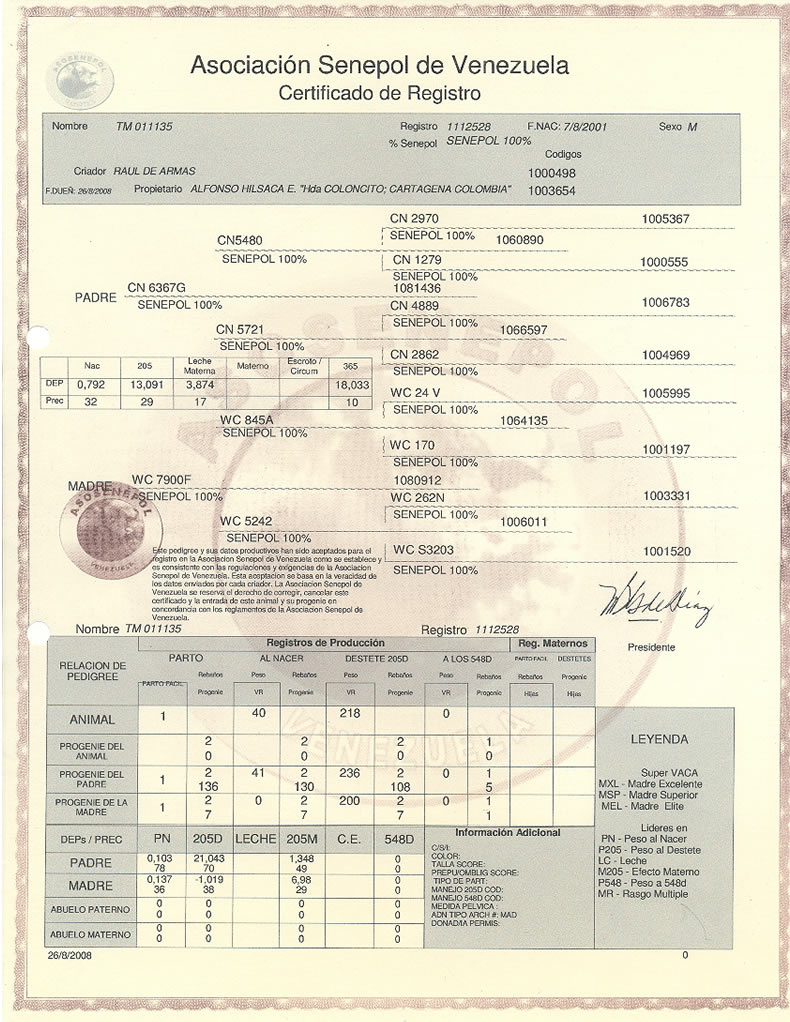 ASOSENEPOL
Asociación Senepol de Venezuela
Certificado de Registro
Nombre TM 011135 Registro 1112528 F.NAC: 7/8/2001 Sexo M
% Senepol SENEPOL 100%
Codigos
Criador RAUL DE ARMAS 1000498
F.DUEÑ: 26/8/2008 Propietario ALFONSO HILSACA E. "Hda COLONCITO; CARTAGENA COLOMBIA" 1003654
CN 2970 1005367
CN5480 SENEPOL 100% 1060890
SENEPOL 100% CN 1279 1000555
SENEPOL 100%
PADRE CN 6367G 1081436
SENEPOL 100% CN 4889 1006783
CN 5721 SENEPOL 100% 1066597
SENEPOL 100% CN 2862 1004969
SENEPOL 100%
Nac 205 Leche Materna Materno Escroto / Circum 365
DEP 0,792 13,091 3,874 18,033
Prec 32 29 17 10
WC 24 V 1005995
WC 845A SENEPOL 100% 1064135
SENEPOL 100% WC 170 1001197
SENEPOL 100%
MADRE WC 7900F 1080912
SENEPOL 100% WC 262N 1003331
WC 5242 SENEPOL 100% 1006011
SENEPOL 100% WC S3203 1001520
SENEPOL 100%
ASOSENEPOL
VENEZUELA
Este pedigree y sus datos productivos han sido aceptados para el
registro en la Asociacion Senepol de Venezuela como se establece y
es consistente con las regulaciones y exigencias de la Asociacion
Senepol de Venezuela. Esta aceptacion se basa en la veracidad de
los datos enviados por cada criador. La Asociacion Senepol de
Venezuela se reserva el derecho de corregir, cancelar este
certificado y la entrada de este animal y su progenio en
concordancia con los reglamentos de la Asociacion Senepol de
Venezuela.
Presidente
Nombre TM 011135 Registro 1112528
Registros de Producción Reg. Maternos
RELACION DE PEDIGREE PARTO AL NACER DESTETE 205D A LOS 548D PARTO FACIL DESTETES
PARTO FACIL Rebaños Peso Rebaños Peso Rebaños Peso Rebaños Rebaños Progenie
Progenie VR Progenie VR Progenie VR Progenie Hijas Hijas
ANIMAL 1 40 218 0
PROGENIE DEL ANIMAL 2 2 2 1
0 0 0 0
PROGENIE DEL PADRE 1 2 41 2 236 2 0 1
136 130 108 5
PROGENIE DE LA MADRE 1 2 0 2 200 2 0 1
7 7 7 1
DEPs / PREC PN 205D LECHE 205M C.E. 548D
PADRE 0,103 21,043 1,348 0
78 70 49 0
MADRE 0,137 -1,019 6,98 0
36 38 29 0
ABUELO PATERNO 0 0 0 0
0 0 0 0
ABUELO MATERNO 0 0 0 0
0 0 0 0
Información Adicional
C/S/I:
COLOR:
TALLA SCORE:
PREPU/OMBLIG SCORE:
TIPO DE PART:
MANEJO 205D COD:
MANEJO 548D COD:
MEDIDA PELVICA :
ADN TIPO ARCH #: MAD
DONAD/IA PERMIS:
LEYENDA
Super VACA
MXL - Madre Excelente
MSP - Madre Superior
MEL - Madre Elite
Lideres en
PN - Peso al Nacer
P205 - Peso al Destete
LC - Leche
M205 - Efecto Materno
P548 - Peso a 548d
MR - Rasgo Multiple
26/8/2008 0
ASOSENEPOL
VENEZUELA